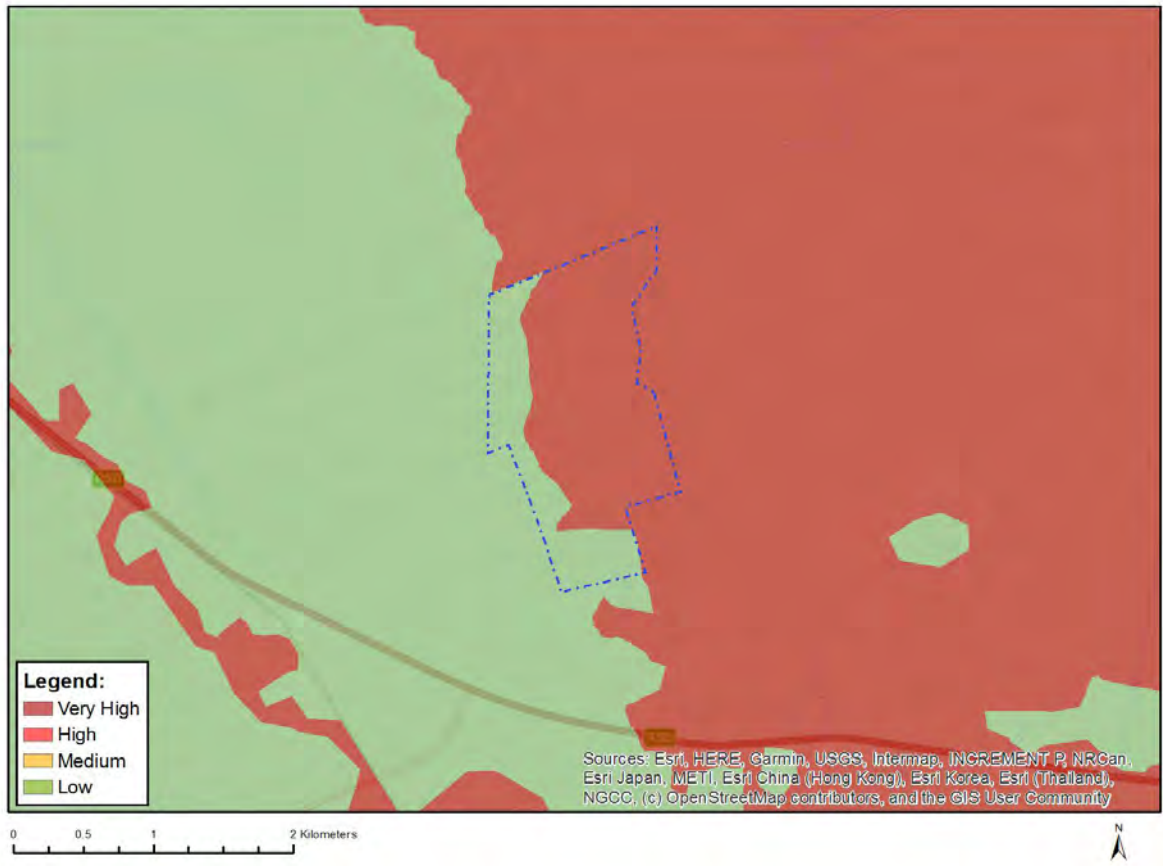 Legend:
Very High
High
Medium
Low
Sources: Esri, HERE, Garmin, USGS, Intermap, INCREMENT P, NRCan,
Esri Japan, METI, Esri China (Hong Kong), Esri Korea, Esri (Thailand),
NGCC, (c) OpenStreetMap contributors, and the GIS User Community
0 0.5 1 2 Kilometers
N